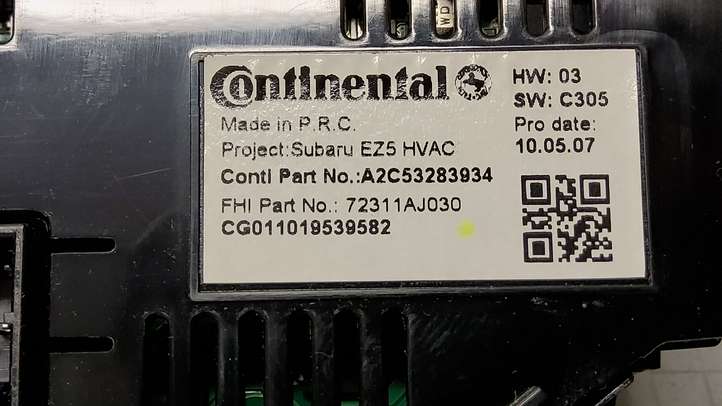 Continental
Made in P.R.C.
Project:Subaru EZ5 HVAC
Conti Part No.:A2C53283934
FHI Part No.: 72311AJ030
CG011019539582
HW: 03
SW: C305
Pro date:
10.05.07